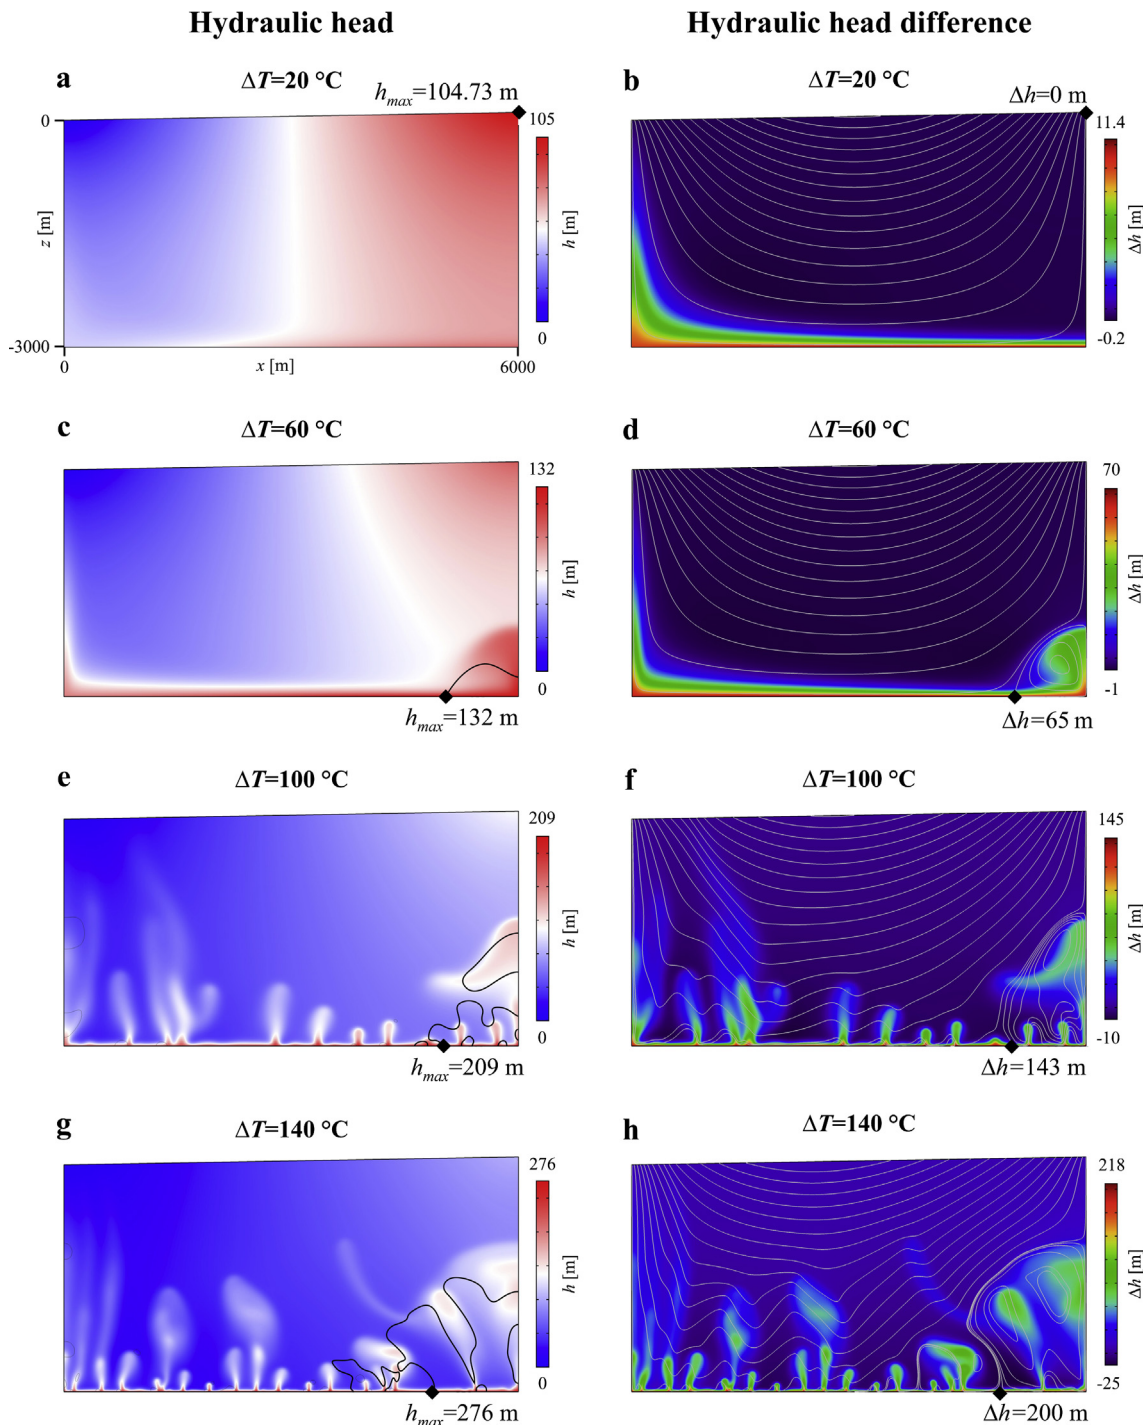 Hydraulic head
Hydraulic head difference
a
ΔT=20 °C
h_max=104.73 m
105
0
z [m]
-3000
0
x [m]
6000
h [m]
0
b
ΔT=20 °C
Δh=0 m
11.4
Δh [m]
-0.2
c
ΔT=60 °C
132
h [m]
0
h_max=132 m
d
ΔT=60 °C
70
Δh [m]
-1
Δh=65 m
e
ΔT=100 °C
209
h [m]
0
h_max=209 m
f
ΔT=100 °C
145
Δh [m]
-10
Δh=143 m
g
ΔT=140 °C
276
h [m]
0
h_max=276 m
h
ΔT=140 °C
218
Δh [m]
-25
Δh=200 m